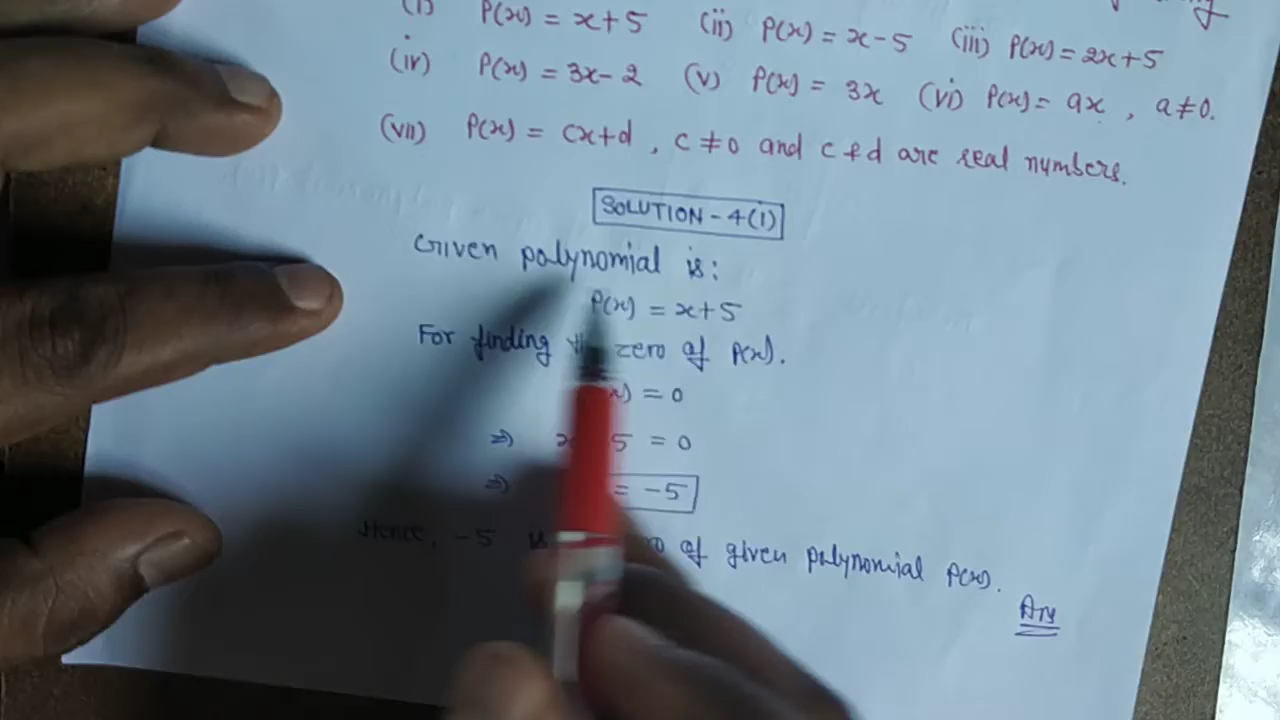 (i) P(x) = x+5 (ii) P(x) = x-5 (iii) P(x) = 2x+5
(iv) P(x) = 3x-2 (v) P(x) = 3x (vi) P(x) = ax , a≠0.
(vii) P(x) = cx+d , c≠0 and c & d are real numbers.
SOLUTION-4(i)
Given polynomial is:
P(x) = x+5
For finding zero of P(x).
x) = 0
⇒ x 5 = 0
⇒ = -5
Hence, -5 is of given polynomial P(x).
Ans